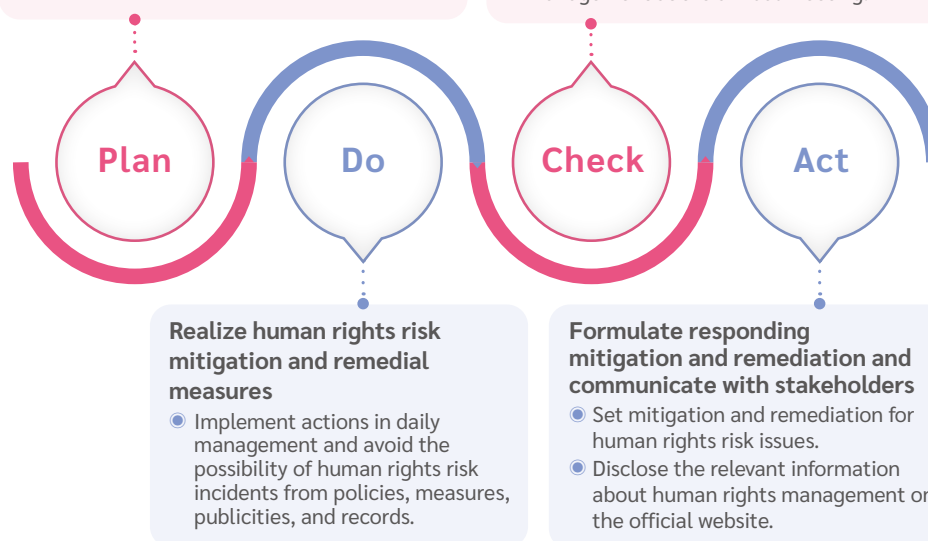 Plan
Do
Check
Act
Realize human rights risk
mitigation and remedial
measures
Implement actions in daily
management and avoid the
possibility of human rights risk
incidents from policies, measures,
publicities, and records.
Formulate responding
mitigation and remediation and
communicate with stakeholders
Set mitigation and remediation for
human rights risk issues.
Disclose the relevant information
about human rights management
the official website.